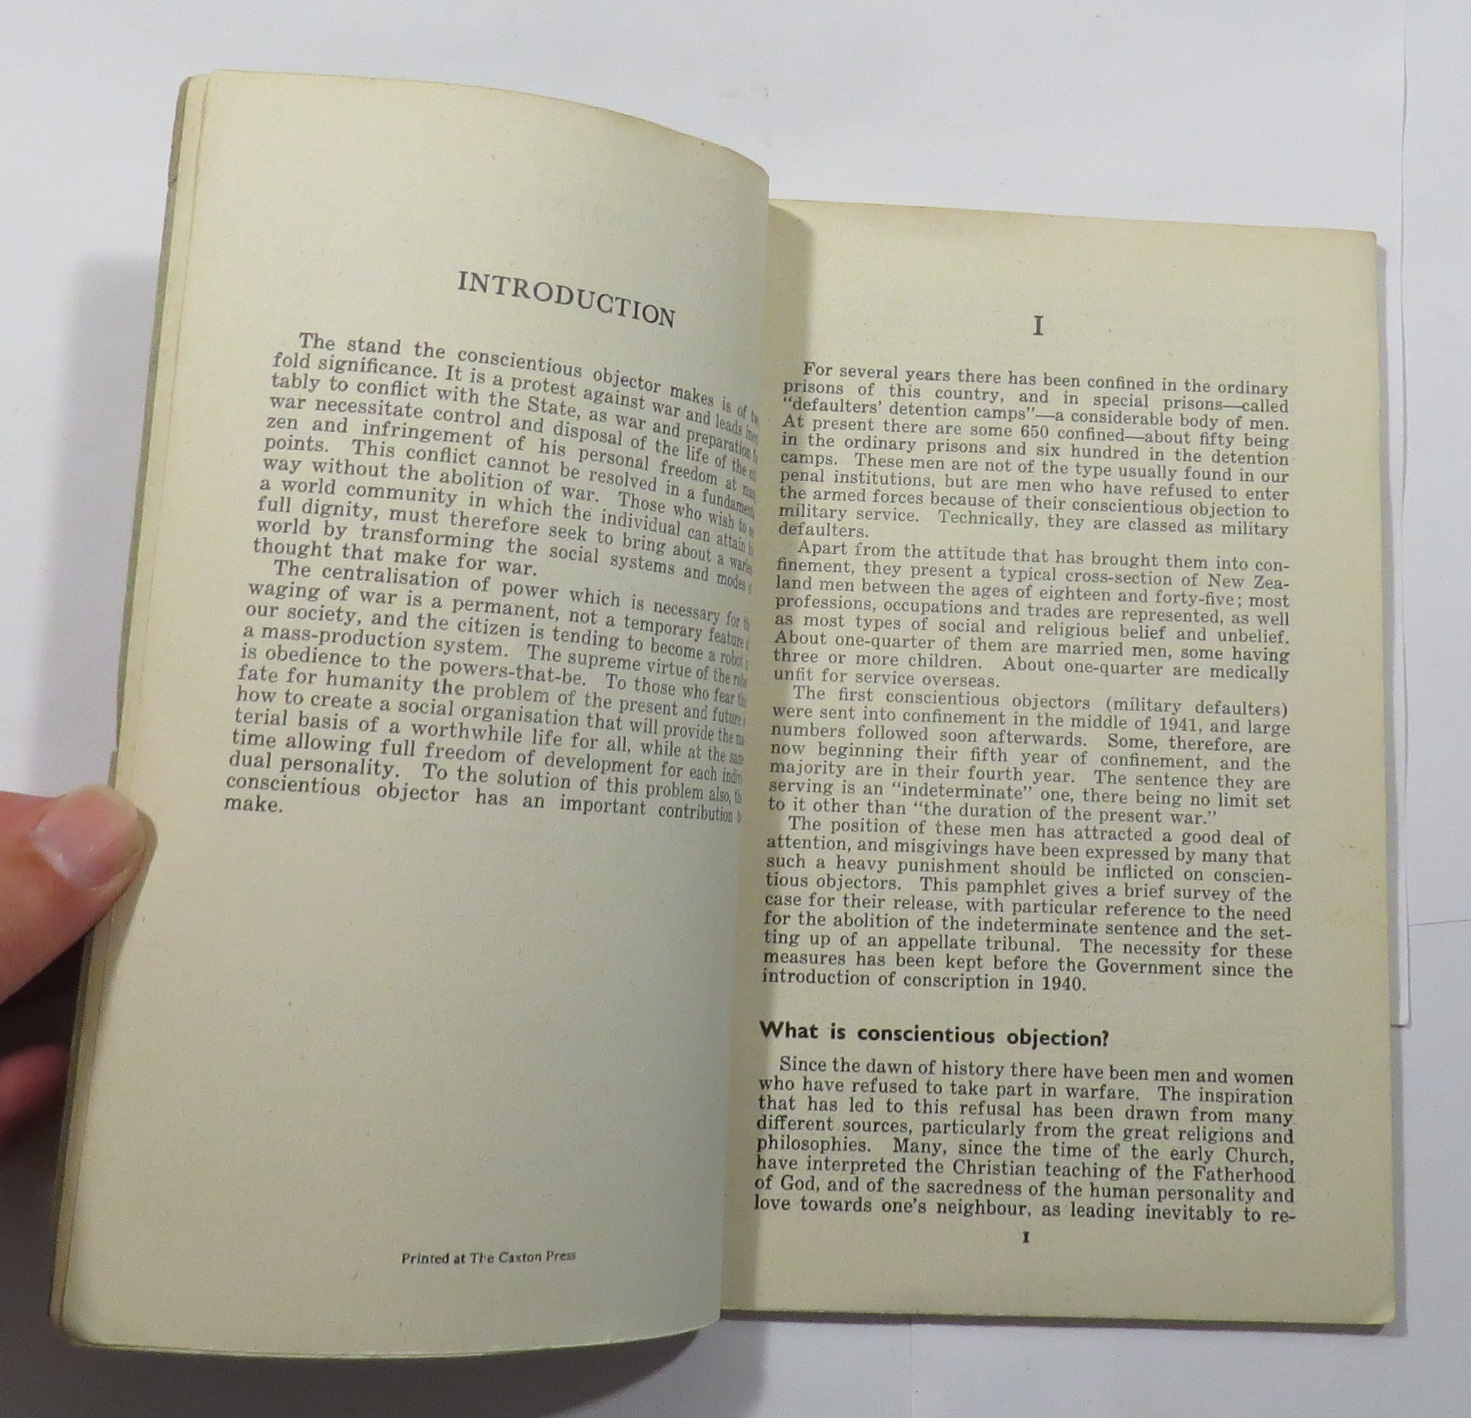 INTRODUCTION
The stand the conscientious objector makes is of
fold significance. It is a protest against war and leads
tably to conflict with the State, as war and preparation
war necessitate control and disposal of the life of the
zen and infringement of his personal freedom at
points. This conflict cannot be resolved in a
way without the abolition of war. Those who wish to
a world community in which the individual can attain
full dignity, must therefore seek to bring about a
world by transforming the social systems and modes
thought that make for war.
The centralisation of power which is necessary for
waging of war is a permanent, not a temporary feature
our society, and the citizen is tending to become a robot
a mass-production system. The supreme virtue of the
is obedience to the powers-that-be. To those who fear
fate for humanity the problem of the present and future
how to create a social organisation that will provide the
terial basis of a worthwhile life for all, while at the
time allowing full freedom of development for each
dual personality. To the solution of this problem also,
conscientious objector has an important contribution
make.
Printed at The Caxton Press
I
For several years there has been confined in the ordinary
prisons of this country, and in special prisons—called
"defaulters' detention camps"—a considerable body of men.
At present there are some 650 confined—about fifty being
in the ordinary prisons and six hundred in the detention
camps. These men are not of the type usually found in our
penal institutions, but are men who have refused to enter
the armed forces because of their conscientious objection to
military service. Technically, they are classed as military
defaulters.
Apart from the attitude that has brought them into con-
finement, they present a typical cross-section of New Zea-
land men between the ages of eighteen and forty-five; most
professions, occupations and trades are represented, as well
as most types of social and religious belief and unbelief.
About one-quarter of them are married men, some having
three or more children. About one-quarter are medically
unfit for service overseas.
The first conscientious objectors (military defaulters)
were sent into confinement in the middle of 1941, and large
numbers followed soon afterwards. Some, therefore, are
now beginning their fifth year of confinement, and the
majority are in their fourth year. The sentence they are
serving is an "indeterminate" one, there being no limit set
to it other than "the duration of the present war."
The position of these men has attracted a good deal of
attention, and misgivings have been expressed by many that
such a heavy punishment should be inflicted on conscien-
tious objectors. This pamphlet gives a brief survey of the
case for their release, with particular reference to the need
for the abolition of the indeterminate sentence and the set-
ting up of an appellate tribunal. The necessity for these
measures has been kept before the Government since the
introduction of conscription in 1940.
What is conscientious objection?
Since the dawn of history there have been men and women
who have refused to take part in warfare. The inspiration
that has led to this refusal has been drawn from many
different sources, particularly from the great religions and
philosophies. Many, since the time of the early Church,
have interpreted the Christian teaching of the Fatherhood
of God, and of the sacredness of the human personality and
love towards one's neighbour, as leading inevitably to re-
I